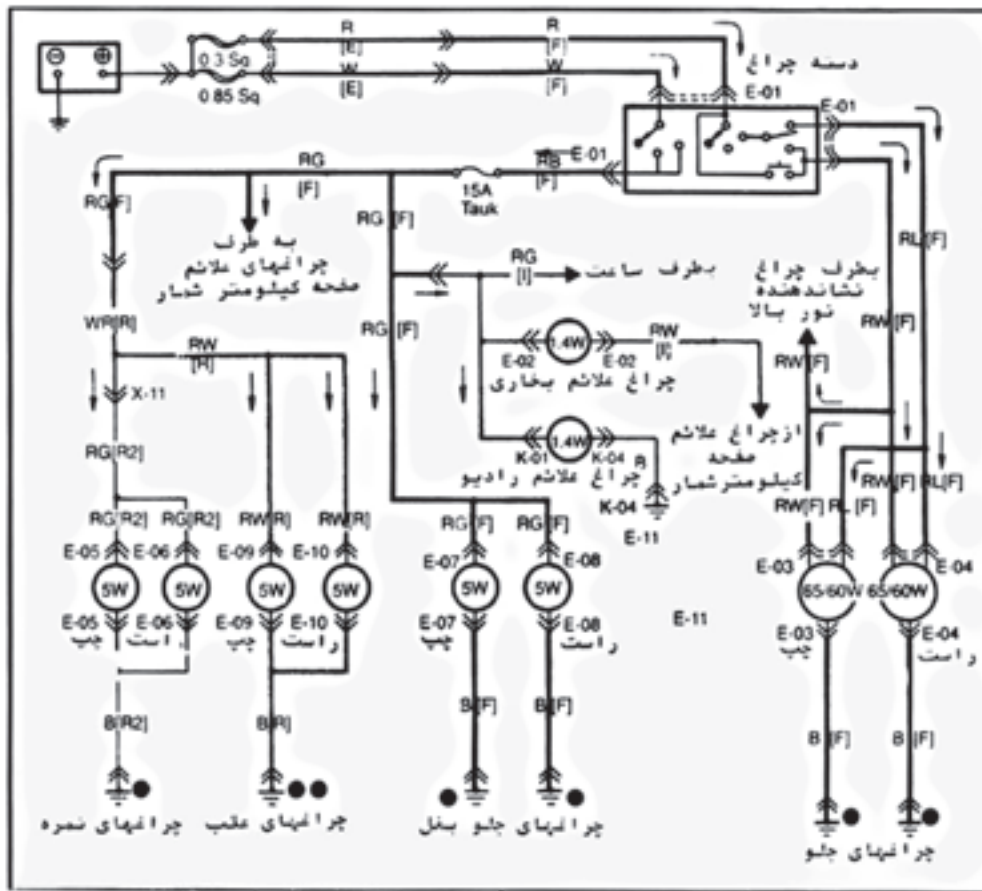 R
[E]
R
[F]
0.3 Sq
W
[E]
W
[F]
0.85 Sq
دسته چراغ
E-01
E-01
E-01
RB
[F]
15A
Tauk
RG
[F]
RG[F]
RG [F]
به طرف
چراغهای علائم
صفحه کیلومتر شمار
RG
[I]
بطرف ساعت
بطرف چراغ
نشاندهنده
نور بالا
RL[F]
RW[F]
RW[F]
WR[R]
RW
[R]
X-11
E-02
1.4W
E-02
RW
[I]
چراغ علائم بخاری
K-01
1.4W
K-04
B
چراغ علائم رادیو
K-04
E-11
ازچراغ علائم
صفحه
کیلومترشمار
RG[R2]
RG[R2]
RG[R2]
RW[R]
RW[R]
RG[F]
RG[F]
RW[F]
RL[F]
RW[F]
RL[F]
E-05
E-06
E-09
E-10
E-07
E-08
E-03
E-04
5W
5W
5W
5W
5W
5W
65/60W
65/60W
E-05
E-06
E-09
E-10
E-07
E-08
E-11
E-03
E-04
چپ
راست
چپ
راست
چپ
راست
چپ
راست
B[R2]
B[R]
B[F]
B[F]
B[F]
B[F]
چراغهای نمره
چراغهای عقب
چراغهای جلو بغل
چراغهای جلو